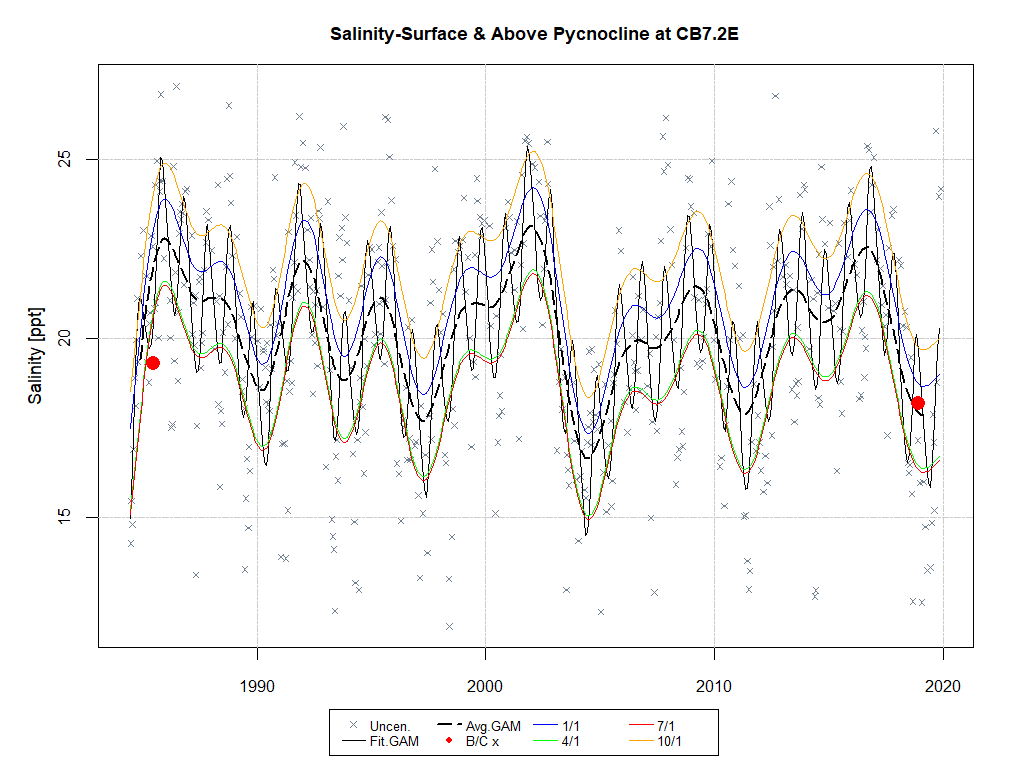 Salinity-Surface & Above Pycnocline at CB7.2E
Salinity [ppt]
25
20
15
1990 2000 2010 2020
Uncen. Avg.GAM 1/1 7/1
Fit.GAM B/C x 4/1 10/1